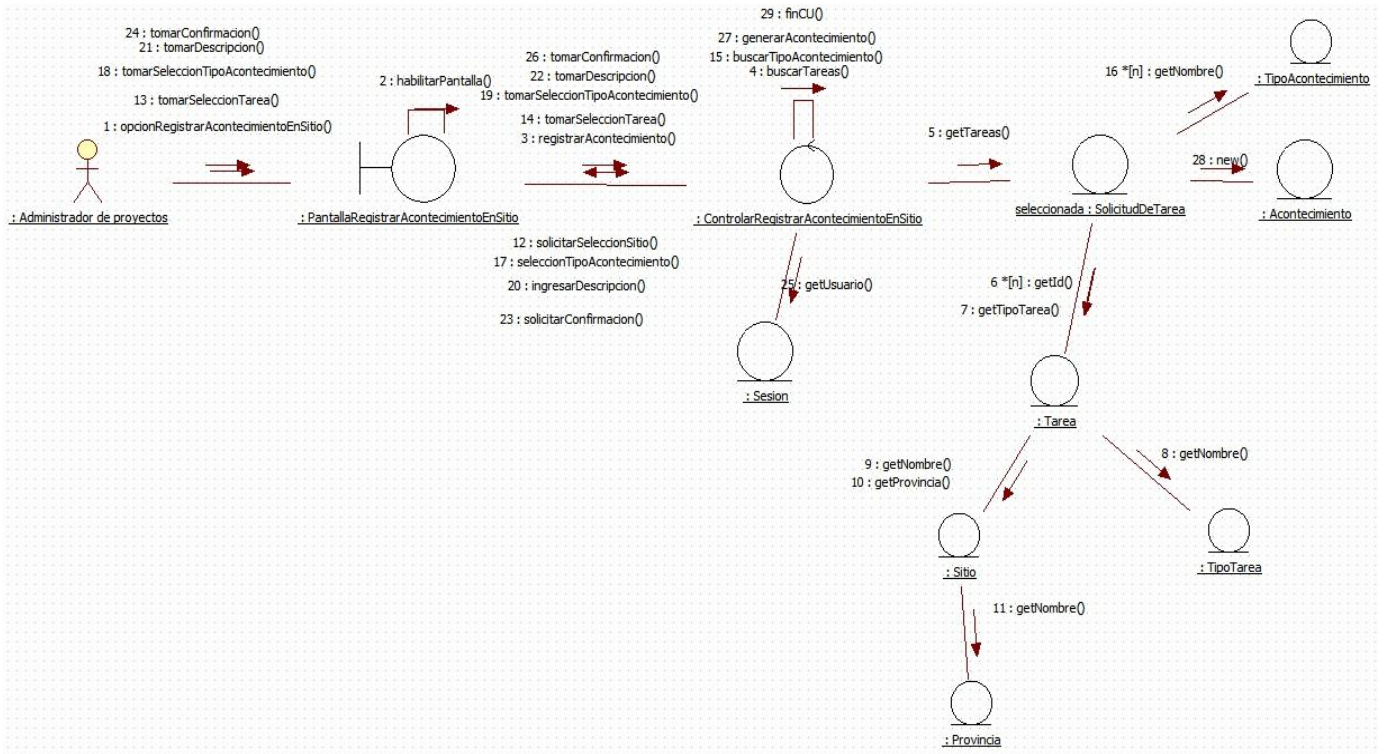 29 : finCU()
24 : tomarConfirmacion()
21 : tomarDescripcion()
18 : tomarSeleccionTipoAcontecimiento()
13 : tomarSeleccionTarea()
1 : opcionRegistrarAcontecimientoEnSitio()
2 : habilitarPantalla()
26 : tomarConfirmacion()
22 : tomarDescripcion()
19 : tomarSeleccionTipoAcontecimiento()
14 : tomarSeleccionTarea()
3 : registrarAcontecimiento()
27 : generarAcontecimiento()
15 : buscarTipoAcontecimiento()
4 : buscarTareas()
5 : getTareas()
16 *[n] : getNombre()
: TipoAcontecimiento
28 : new()
: Administrador de proyectos
: PantallaRegistrarAcontecimientoEnSitio
: ControlarRegistrarAcontecimientoEnSitio
seleccionada : SolicitudDeTarea
: Acontecimiento
12 : solicitarSeleccionSitio()
17 : seleccionTipoAcontecimiento()
20 : ingresarDescripcion()
23 : solicitarConfirmacion()
25 : getUsuario()
6 *[n] : getId()
7 : getTipoTarea()
: Sesion
: Tarea
9 : getNombre()
10 : getProvincia()
8 : getNombre()
: Sitio
: TipoTarea
11 : getNombre()
: Provincia